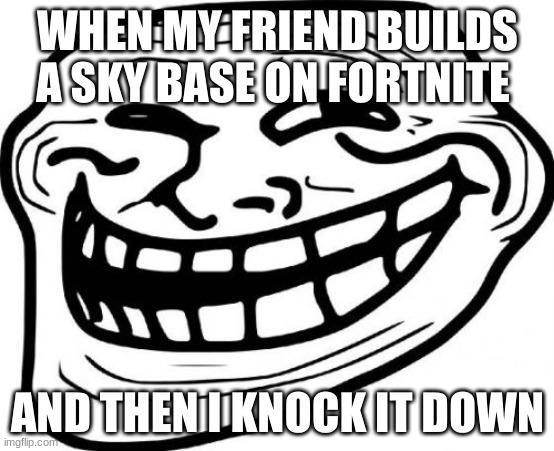 WHEN MY FRIEND BUILDS
A SKY BASE ON FORTNITE
AND THEN I KNOCK IT DOWN
imgflip.com